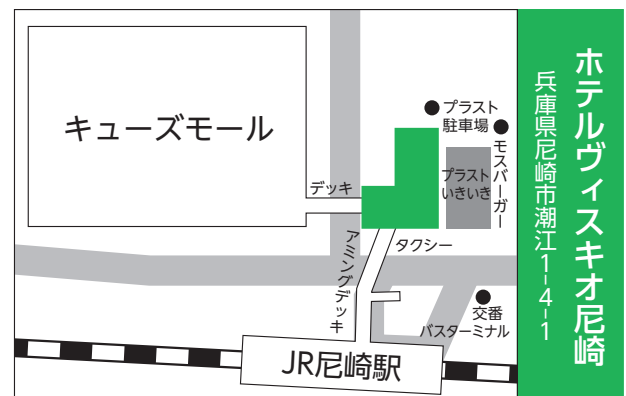 キューズモール
デッキ
アミングデッキ
タクシー
プラスト
駐車場
モスバーガー
プラスト
いきいき
交番
バスターミナル
JR尼崎駅
ホテルヴィスキオ尼崎
兵庫県尼崎市潮江1-4-1